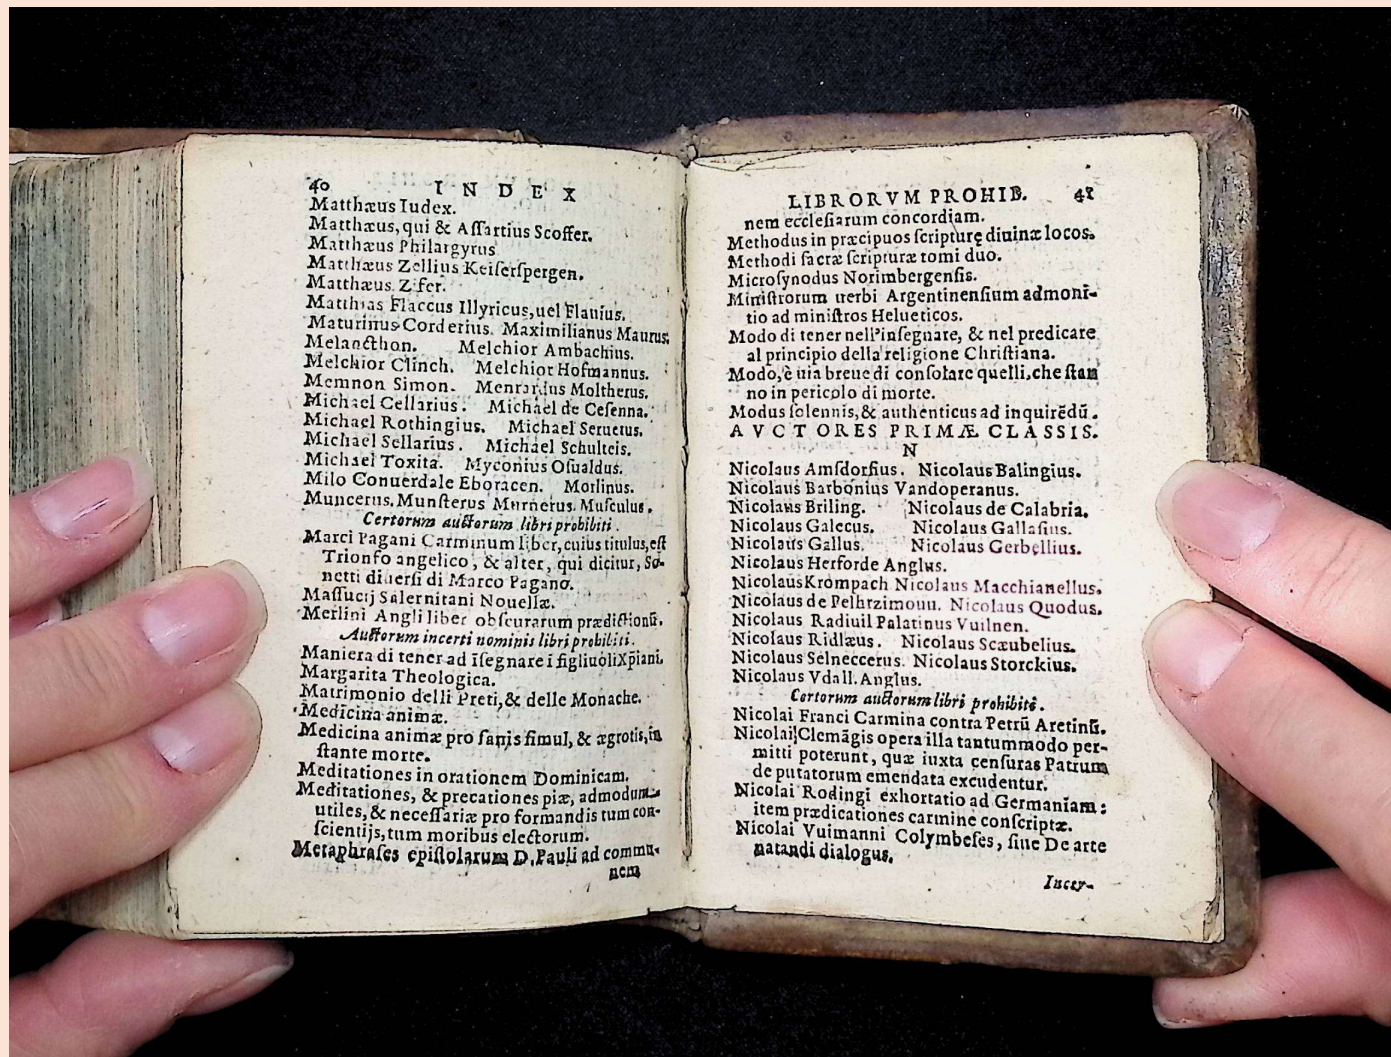 40 INDEX
Matthæus Iudex.
Matthæus, qui & Aſſartius Scoffer.
Matthæus Philargyrus
Matthæus Zellius Keiſerſpergen.
Matthæus Ziſer.
Matthias Flaccus Illyricus, uel Flauius.
Maturinus Corderius. Maximilianus Maurus.
Melancthon. Melchior Ambachius.
Melchior Clinch. Melchior Hofmannus.
Memnon Simon. Menrardus Moltherus.
Michael Cellarius. Michael de Ceſenna.
Michael Rothingius. Michael Seruetus.
Michael Sellarius. Michael Schulteis.
Michael Toxita. Myconius Oſualdus.
Milo Conuerdale Eboracen. Morlinus.
Muncerus. Munſterus Murnerus. Muſculus.
Certorum auctorum libri prohibiti.
Marci Pagani Carminum liber, cuius titulus, eſt
Trionfo angelico, & alter, qui dicitur, So-
netti diuerſi di Marco Pagano.
Maſſucij Salernitani Nouellæ.
Merlini Angli liber obſcurarum prædictionũ.
Auctorum incerti nominis libri prohibiti.
Maniera di tener ad ĩſegnare i figliuoli Xp̃iani.
Margarita Theologica.
Matrimonio delli Preti, & delle Monache.
Medicina animæ.
Medicina animæ pro ſanis ſimul, & ægrotis, in
ſtante morte.
Meditationes in orationem Dominicam.
Meditationes, & precationes piæ, admodum
utiles, & neceſſariæ pro formandis tum con-
ſcientijs, tum moribus electorum.
Metaphraſes epiſtolarum D. Pauli ad commu-
nem
LIBRORVM PROHIB. 41
nem eccleſiarum concordiam.
Methodus in præcipuos ſcripturę diuinæ locos.
Methodi ſacræ ſcripturæ tomi duo.
Microſynodus Norimbergenſis.
Miniſtrorum uerbi Argentinenſium admoni-
tio ad miniſtros Helueticos.
Modo di tener nell'inſegnare, & nel predicare
al principio della religione Chriſtiana.
Modo, è uia breue di conſolare quelli, che ſtan
no in pericolo di morte.
Modus ſolennis, & authenticus ad inquirẽdũ.
AVCTORES PRIMÆ CLASSIS.
N
Nicolaus Amſdorfius. Nicolaus Balingius.
Nicolaus Barbonius Vandoperanus.
Nicolaus Briling. Nicolaus de Calabria.
Nicolaus Galecus. Nicolaus Gallaſius.
Nicolaus Gallus. Nicolaus Gerbellius.
Nicolaus Herforde Anglus.
Nicolaus Krompach Nicolaus Macchianellus.
Nicolaus de Pelhrzimouu. Nicolaus Quodus.
Nicolaus Radiuil Palatinus Vuilnen.
Nicolaus Ridlæus. Nicolaus Scæubelius.
Nicolaus Selneccerus. Nicolaus Storckius.
Nicolaus Vdall. Anglus.
Certorum auctorum libri prohibiti.
Nicolai Franci Carmina contra Petrũ Aretinũ.
Nicolai Clemãgis opera illa tantummodo per-
mitti poterunt, quæ iuxta cenſuras Patrum
de putatorum emendata excudentur.
Nicolai Rodingi exhortatio ad Germaniam:
item prædicationes carmine conſcriptæ.
Nicolai Vuimanni Colymbeſes, ſiue De arte
natandi dialogus.
Incer-